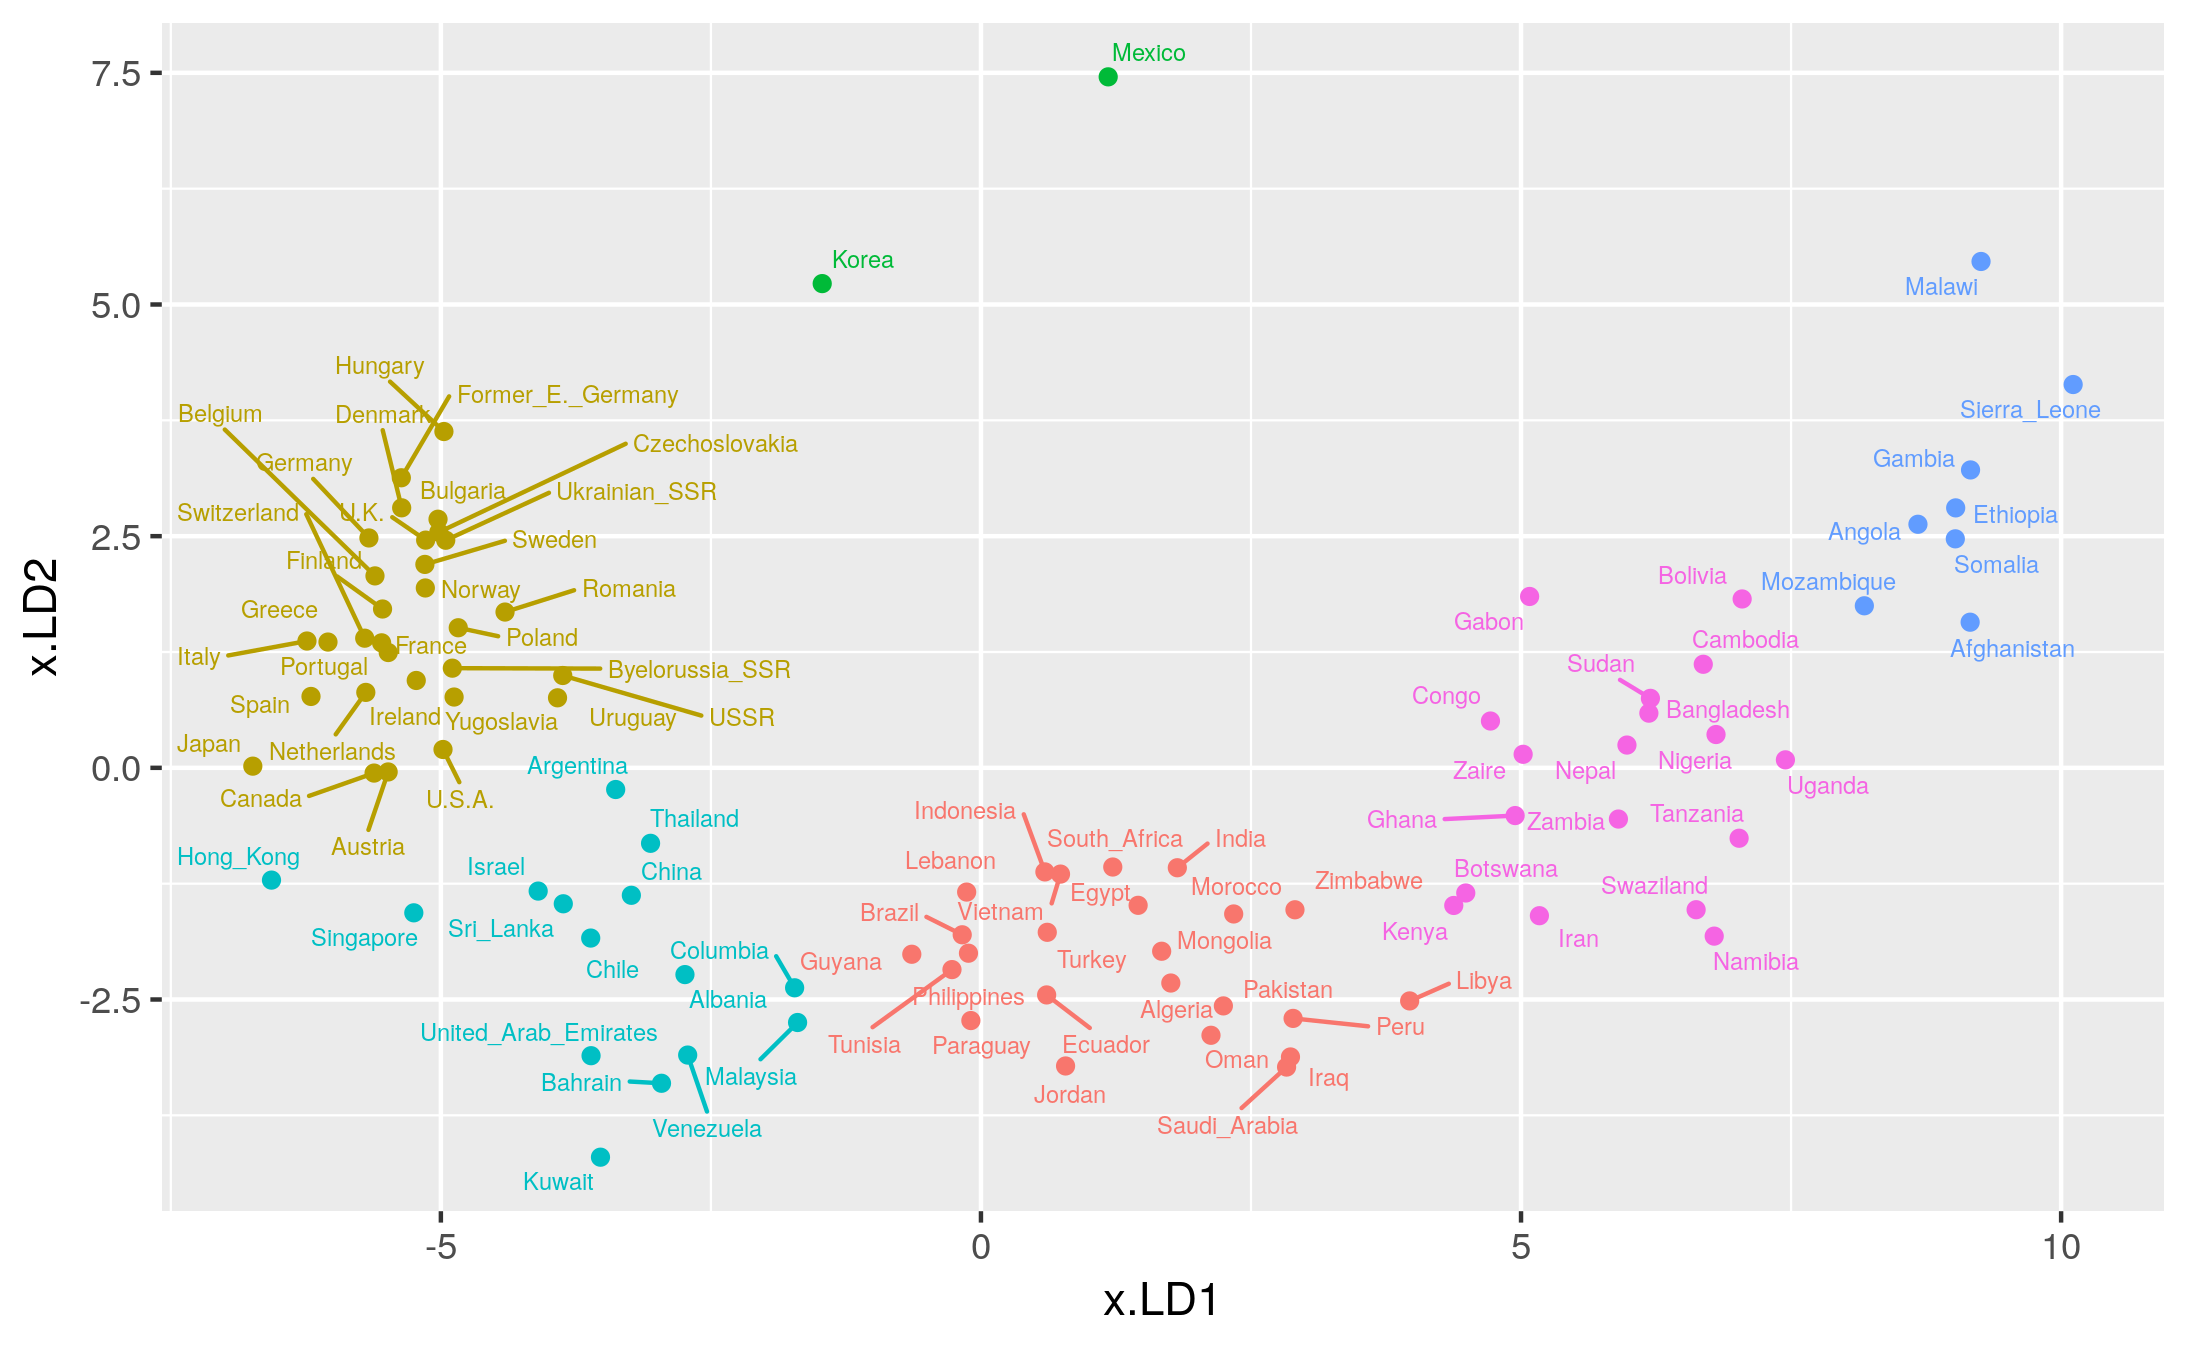 Mexico
7.5
Korea
5.0
Malawi
Hungary
Former_E._Germany
Belgium
Denmark
Sierra_Leone
Czechoslovakia
Germany
Gambia
Bulgaria
Ukrainian_SSR
Switzerland
U.K.
Ethiopia
Angola
2.5
Sweden
Finland
Somalia
Norway
Romania
Bolivia
Mozambique
Greece
Gabon
Poland
France
Cambodia
Italy
Portugal
Byelorussia_SSR
Sudan
Afghanistan
Spain
Congo
Bangladesh
Ireland
Yugoslavia
Uruguay
USSR
Japan
Netherlands
0.0
Argentina
Zaire
Nepal
Nigeria
Uganda
Canada
U.S.A.
Thailand
Indonesia
Ghana
Zambia
Tanzania
Austria
South_Africa
India
Hong_Kong
Israel
China
Lebanon
Egypt
Morocco
Zimbabwe
Botswana
Swaziland
Singapore
Sri_Lanka
Brazil
Vietnam
Kenya
Iran
Columbia
Mongolia
Chile
Guyana
Turkey
Namibia
-2.5
Albania
Philippines
Algeria
Pakistan
Libya
United_Arab_Emirates
Tunisia
Paraguay
Ecuador
Peru
Bahrain
Malaysia
Oman
Iraq
Jordan
Venezuela
Saudi_Arabia
Kuwait
-5
0
5
10
x.LD1
x.LD2